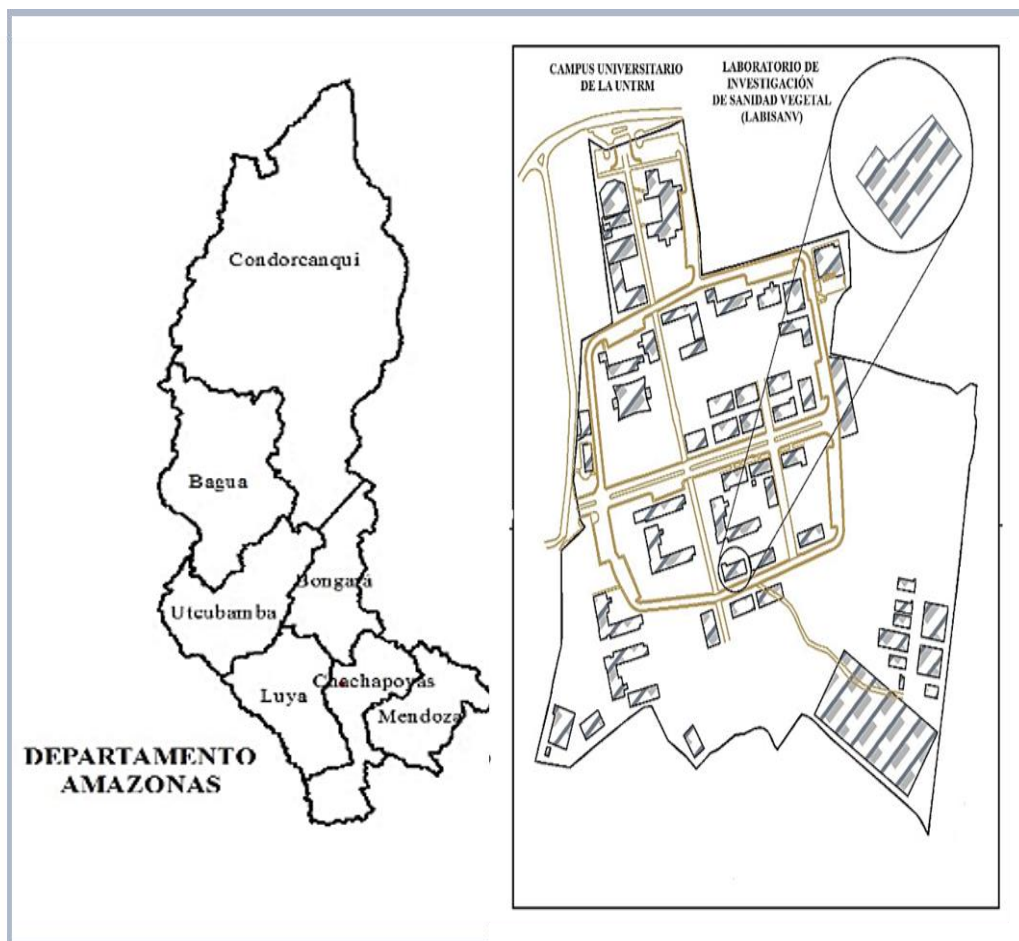 Condorcanqui
Bagua
Bongará
Utcubamba
Chachapoyas
Luya
Mendoza
DEPARTAMENTO
AMAZONAS
CAMPUS UNIVERSITARIO
DE LA UNTRM
LABORATORIO DE
INVESTIGACIÓN
DE SANIDAD VEGETAL
(LABISANV)